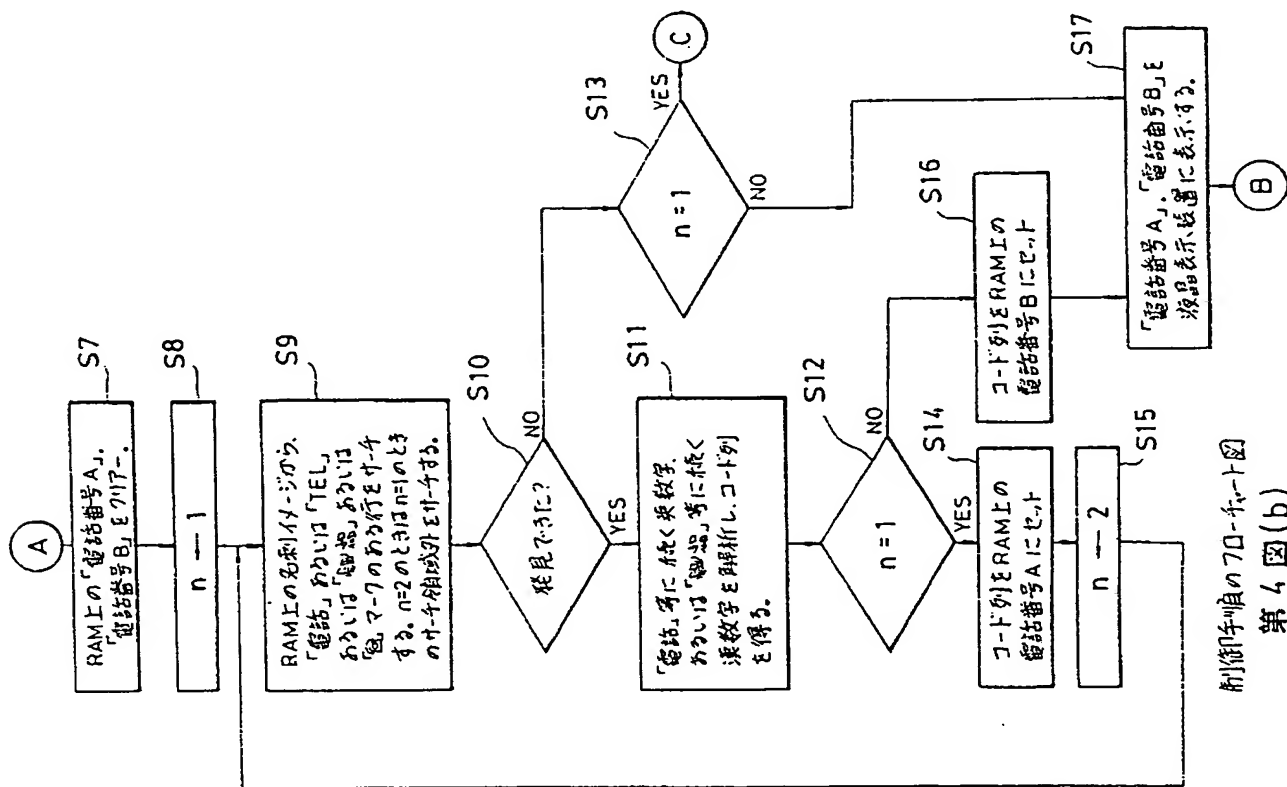 A
S7
RAM上の「電話番号A」、
「電話番号B」をクリアー。
S8
n ← 1
S9
RAM上の名刺イメージから、
「電話」あるいは「TEL」
あるいは「電話」あるいは
「☎」マークのある行をサーチ
する。n=2のときはn=1のとき
のサーチ領域外をサーチする。
S10
発見できた?
NO
YES
S13
n = 1
YES
C
NO
S11
「電話」等に続く英数字、
あるいは「電話」等に続く
漢数字を解析し、コード列
を得る。
S12
n = 1
NO
YES
S14
コード列をRAM上の
電話番号Aにセット
S15
n ← 2
S16
コード列をRAM上の
電話番号Bにセット
S17
「電話番号A」、「電話番号B」を
液晶表示装置に表示する。
B
制御手順のフローチャート図
第4図(b)